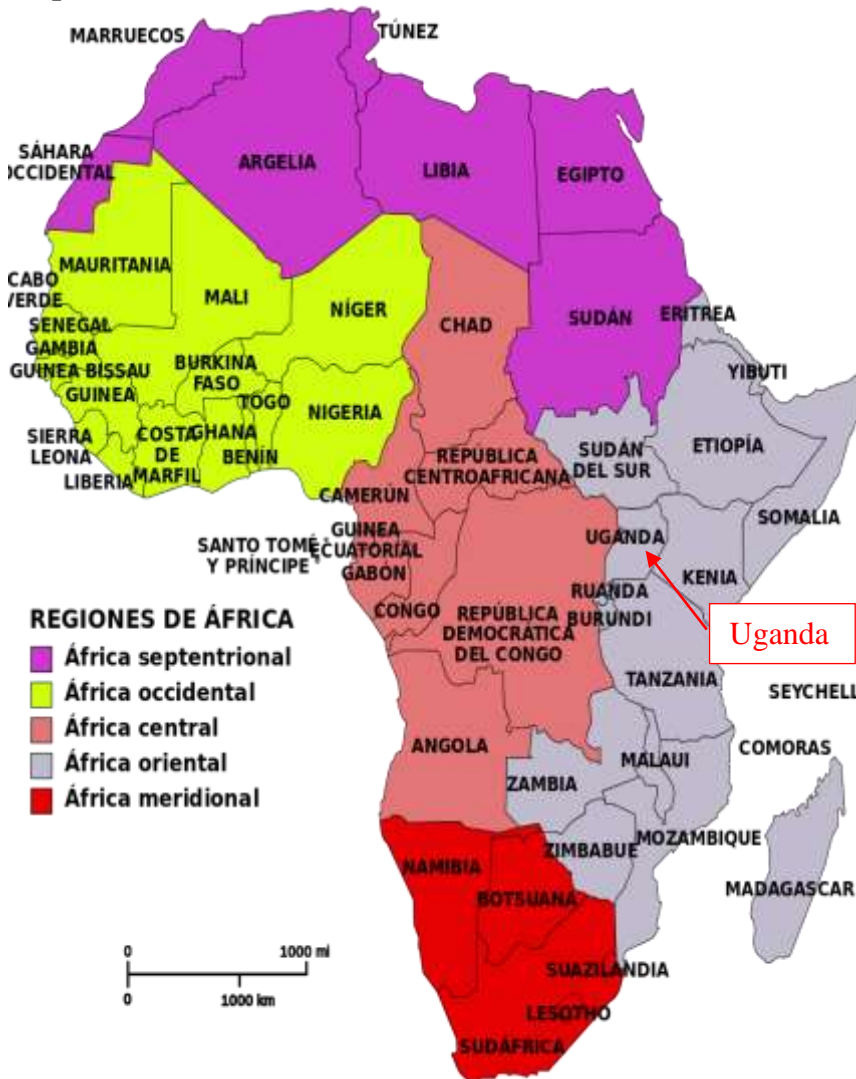 MARRUECOS
TÚNEZ
SÁHARA
OCCIDENTAL
ARGELIA
LIBIA
EGIPTO
MAURITANIA
CABO
VERDE
MALI
NÍGER
CHAD
SUDÁN
ERITREA
SENEGAL
GAMBIA
GUINEA BISSAU
GUINEA
BURKINA
FASO
YIBUTI
TOGO
NIGERIA
SIERRA
LEONA
COSTA
DE
MARFIL
GHANA
BENÍN
LIBERIA
REPÚBLICA
CENTROAFRICANA
SUDÁN
DEL SUR
ETIOPÍA
CAMERÚN
SOMALIA
SANTO TOMÉ
Y PRÍNCIPE
GUINEA
ECUATORIAL
GABÓN
UGANDA
KENIA
CONGO
REPÚBLICA
DEMOCRÁTICA
DEL CONGO
RUANDA
BURUNDI
Uganda
TANZANIA
SEYCHELL
REGIONES DE ÁFRICA
África septentrional
África occidental
África central
África oriental
África meridional
ANGOLA
ZAMBIA
MALAUI
COMORAS
MOZAMBIQUE
ZIMBABUE
NAMIBIA
BOTSUANA
MADAGASCAR
SUAZILANDIA
LESOTHO
SUDÁFRICA
0 1000 mi
0 1000 km